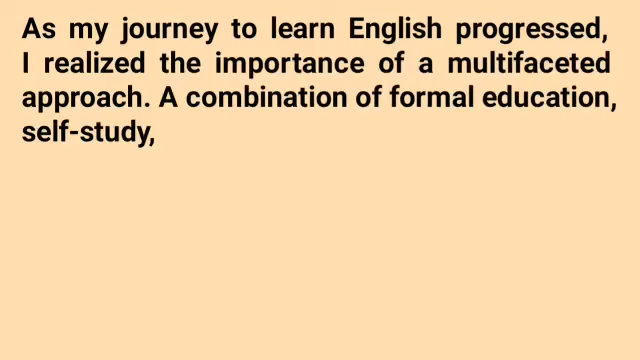 As my journey to learn English progressed,
I realized the importance of a multifaceted
approach. A combination of formal education,
self-study,